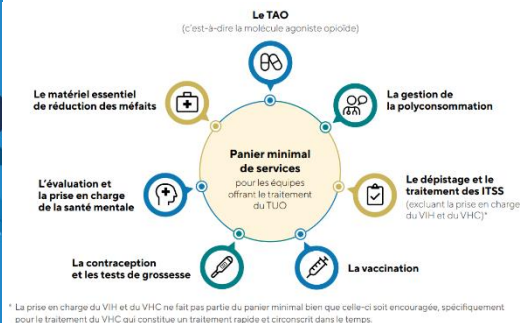 Le TAO
(c'est-à-dire la molécule agoniste opioïde)
Le matériel essentiel
de réduction des méfaits
La gestion de
la polyconsommation
Panier minimal
de services
pour les équipes
offrant le traitement
du TUO
L'évaluation et
la prise en charge
de la santé mentale
Le dépistage et le
traitement des ITSS
(excluant la prise en charge
du VIH et du VHC)*
La contraception
et les tests de grossesse
La vaccination
* La prise en charge du VIH et du VHC ne fait pas partie du panier minimal bien que celle-ci soit encouragée, spécifiquement
pour le traitement du VHC qui constitue un traitement rapide et circonscrit dans le temps.